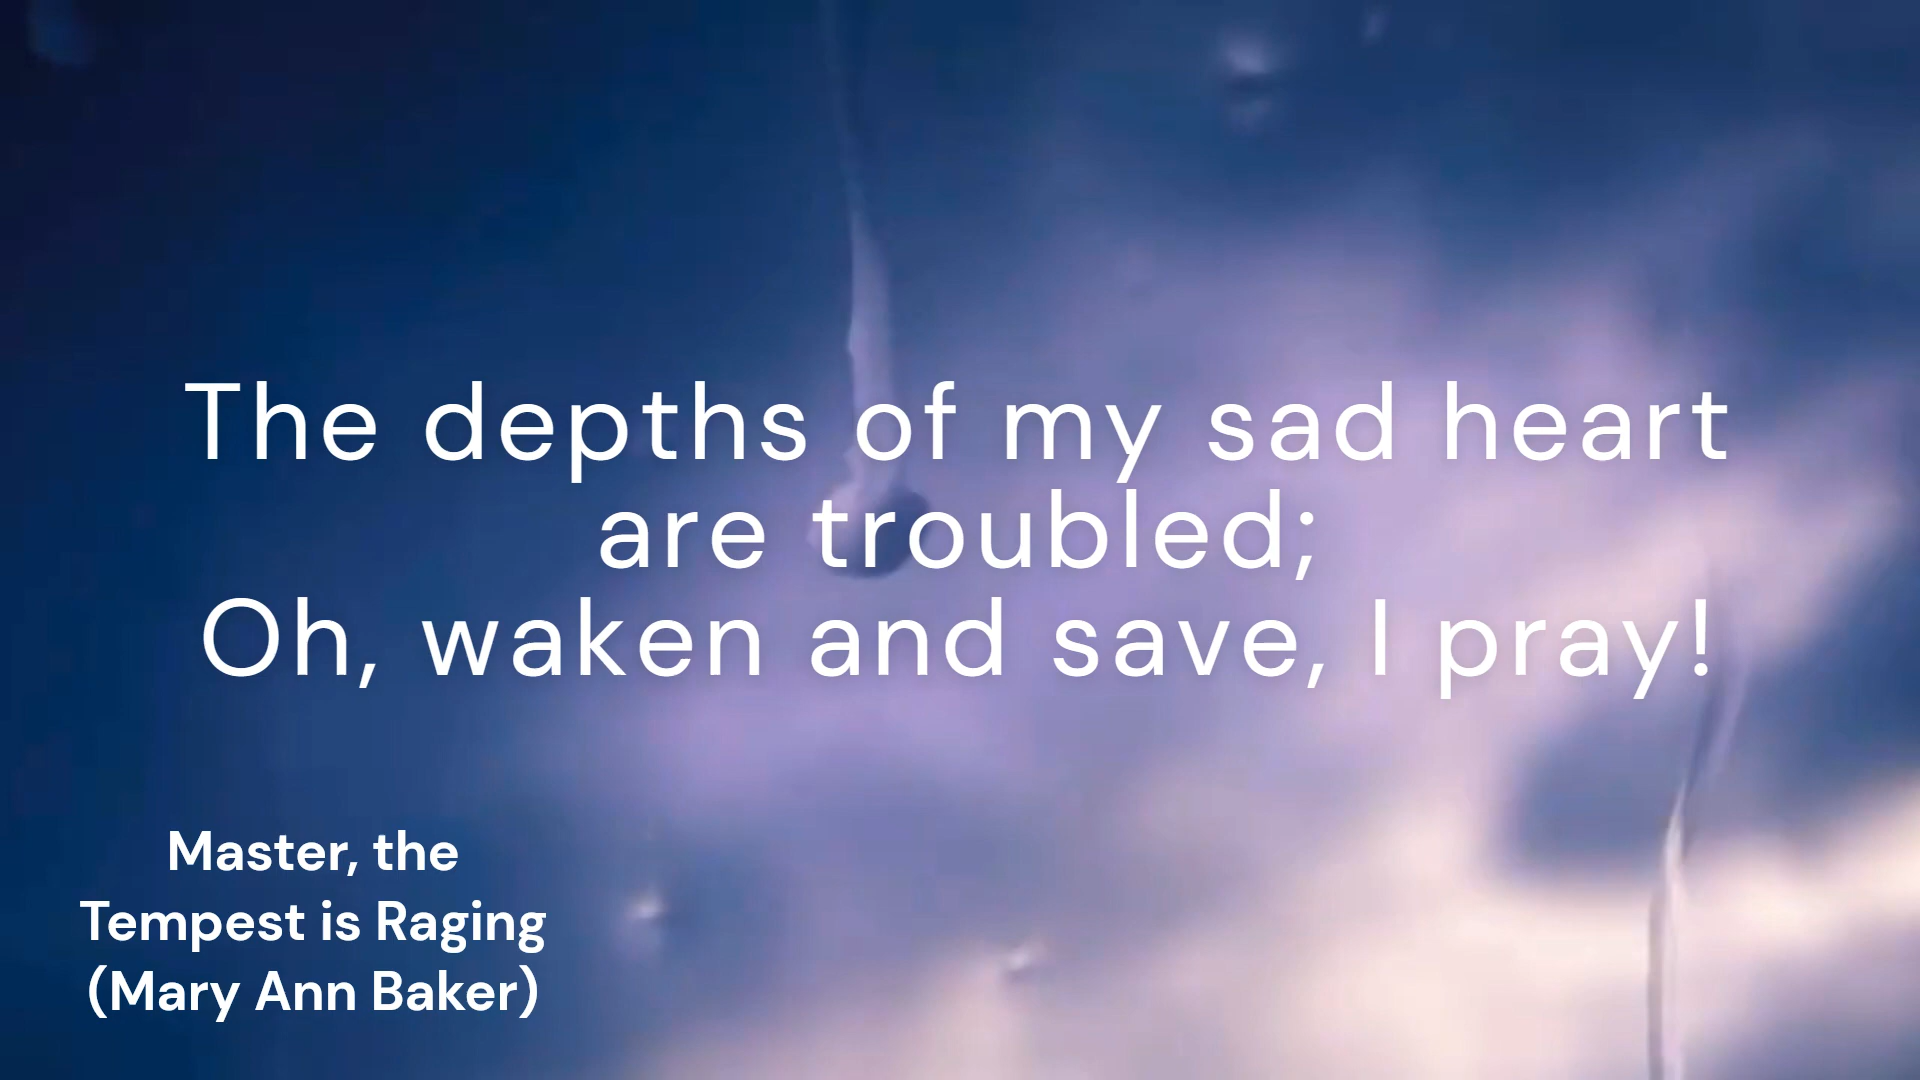 The depths of my sad heart
are troubled;
Oh, waken and save, I pray!
Master, the
Tempest is Raging
(Mary Ann Baker)